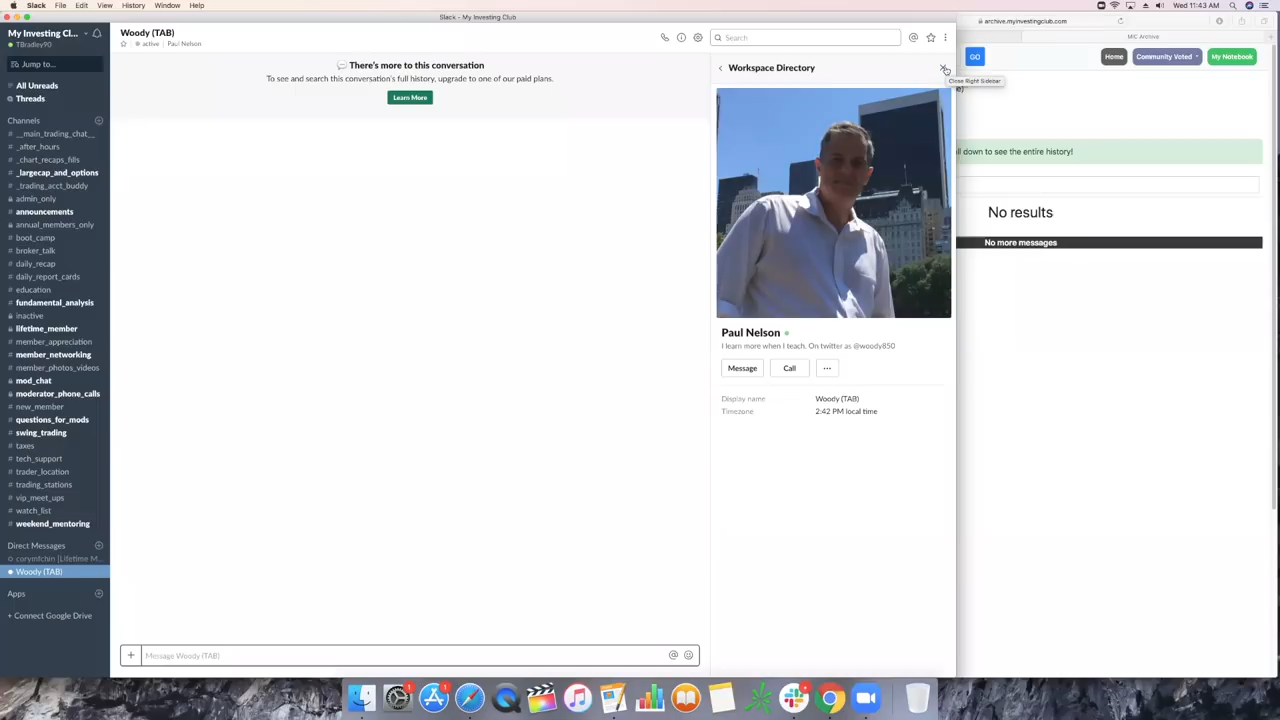 Slack File Edit View History Window Help
Wed 11:43 AM
Slack - My Investing Club
My Investing Cl...
TBradley90
Jump to...
All Unreads
Threads
Channels
# __main_trading_chat__
# _after_hours
# _chart_recaps_fills
# _largecap_and_options
# _trading_acct_buddy
admin_only
# announcements
annual_members_only
# boot_camp
# broker_talk
# daily_recap
# daily_report_cards
# education
# fundamental_analysis
inactive
lifetime_member
# member_appreciation
# member_networking
# member_photos_videos
mod_chat
moderator_phone_calls
# new_member
# questions_for_mods
# swing_trading
# taxes
# tech_support
# trader_location
# trading_stations
# vip_meet_ups
# watch_list
# weekend_mentoring
Direct Messages
corymfchin [Lifetime M...
Woody (TAB)
Apps
+ Connect Google Drive
Woody (TAB)
active | Paul Nelson
Search
There's more to this conversation
To see and search this conversation's full history, upgrade to one of our paid plans.
Learn More
Message Woody (TAB)
Workspace Directory
Close Right Sidebar
Paul Nelson
I learn more when I teach. On twitter as @woody850
Message Call ...
Display name Woody (TAB)
Timezone 2:42 PM local time
archive.myinvestingclub.com
MIC Archive
GO Home Community Voted My Notebook
ll down to see the entire history!
No results
No more messages